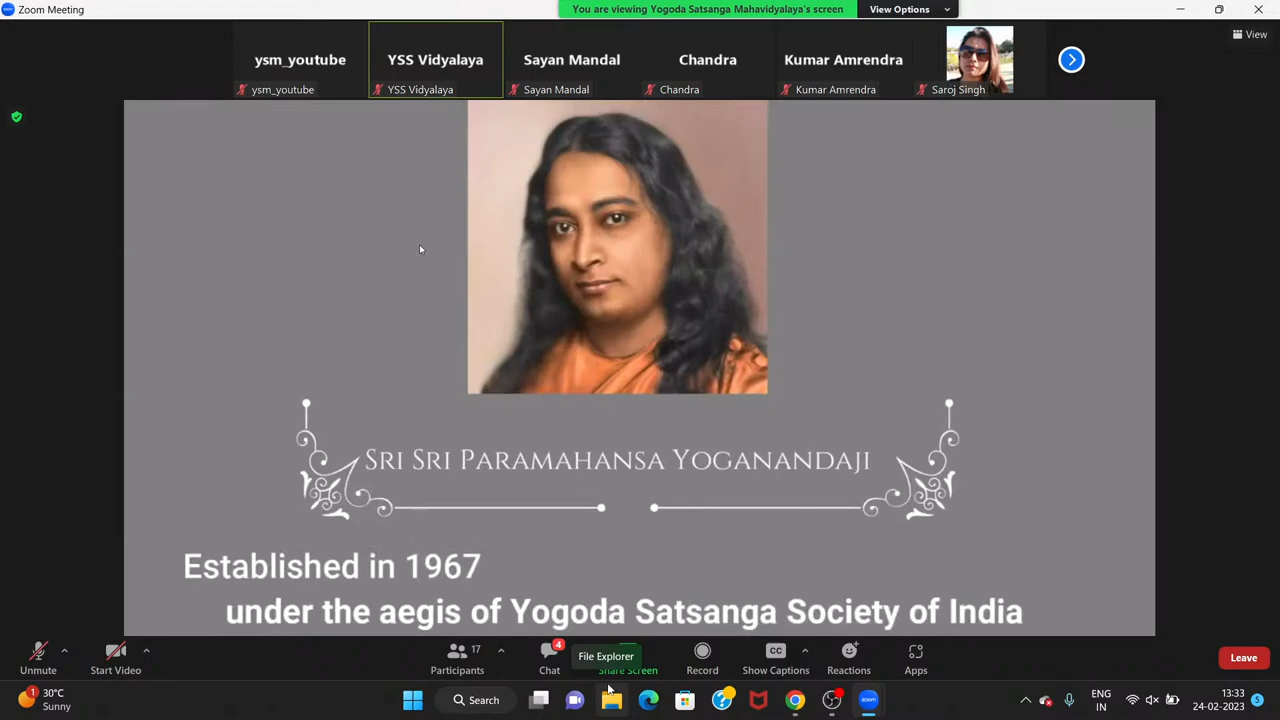 Zoom Meeting
You are viewing Yogoda Satsanga Mahavidyalaya's screen
View Options
View
ysm_youtube
YSS Vidyalaya
Sayan Mandal
Chandra
Kumar Amrendra
ysm_youtube
YSS Vidyalaya
Sayan Mandal
Chandra
Kumar Amrendra
Saroj Singh
Sri Sri Paramahansa Yoganandaji
Established in 1967
under the aegis of Yogoda Satsanga Society of India
17
4
File Explorer
Unmute
Start Video
Participants
Chat
Share Screen
Record
CC
Show Captions
Reactions
Apps
Leave
1
30°C
Sunny
Search
zoom
ENG
IN
13:33
24-02-2023
5